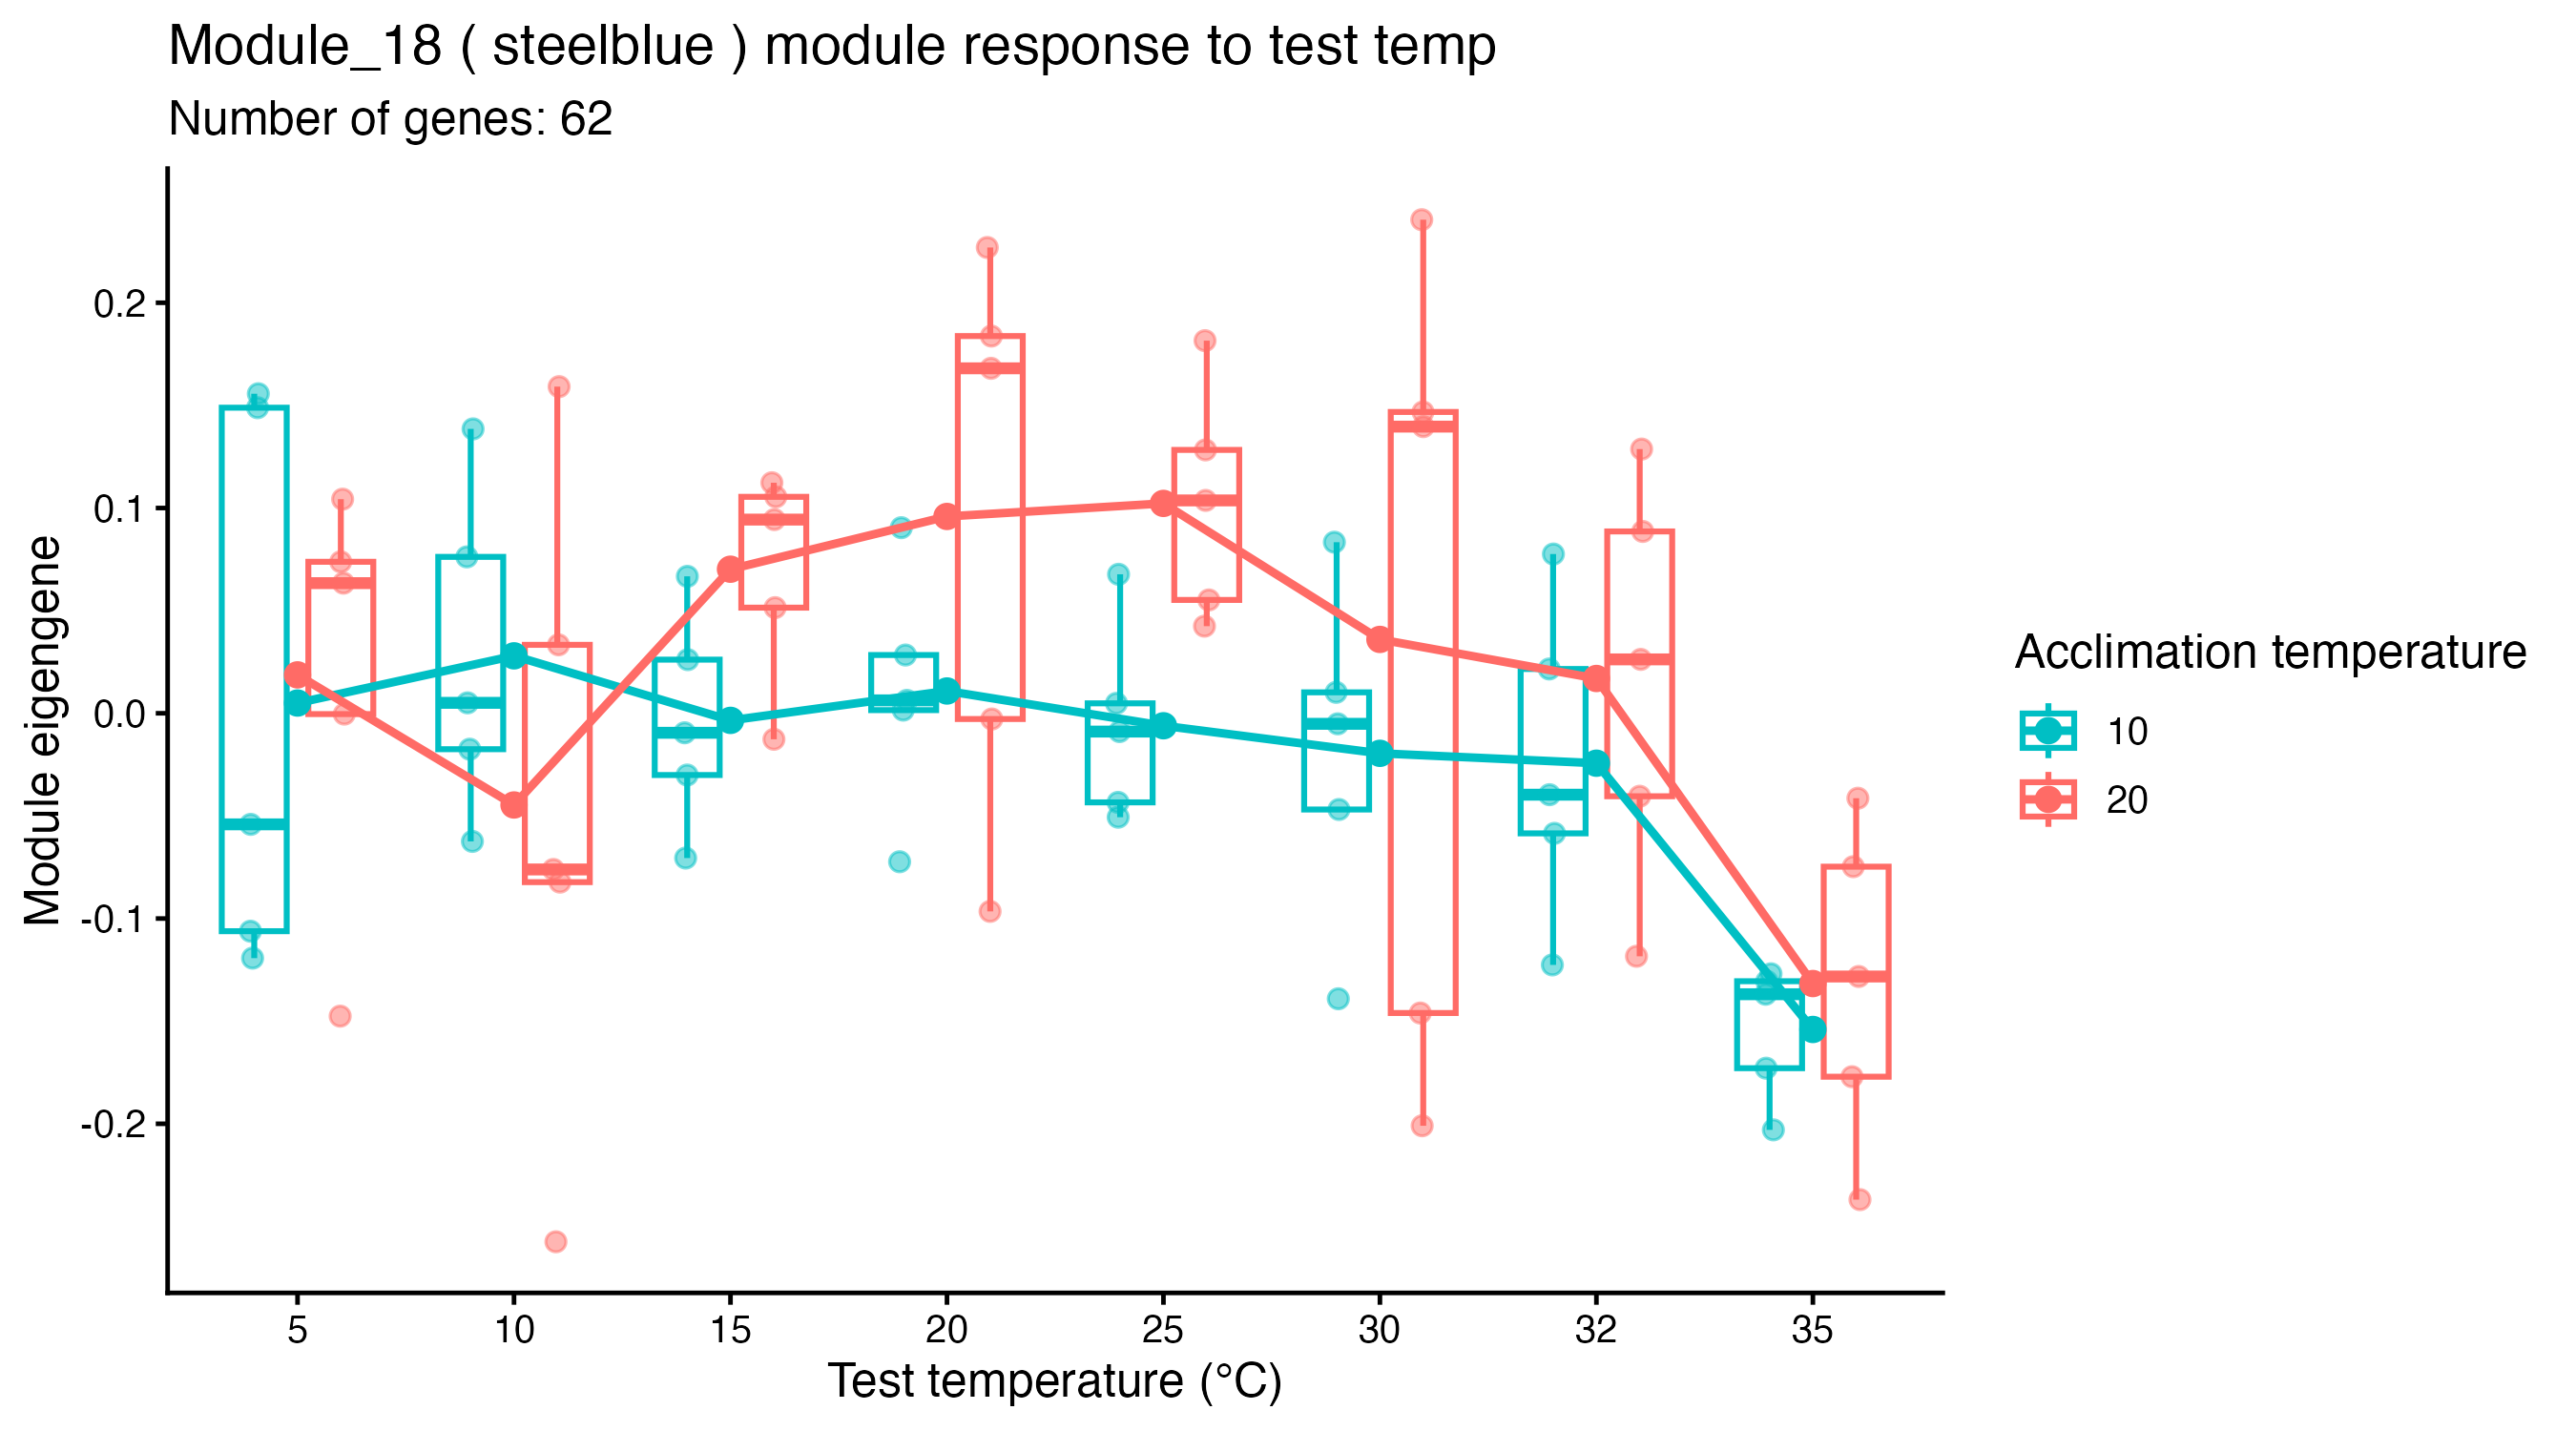 Module_18 ( steelblue ) module response to test temp
Number of genes: 62
Module eigengene
0.2
0.1
0.0
-0.1
-0.2
5 10 15 20 25 30 32 35
Test temperature (°C)
Acclimation temperature
10
20